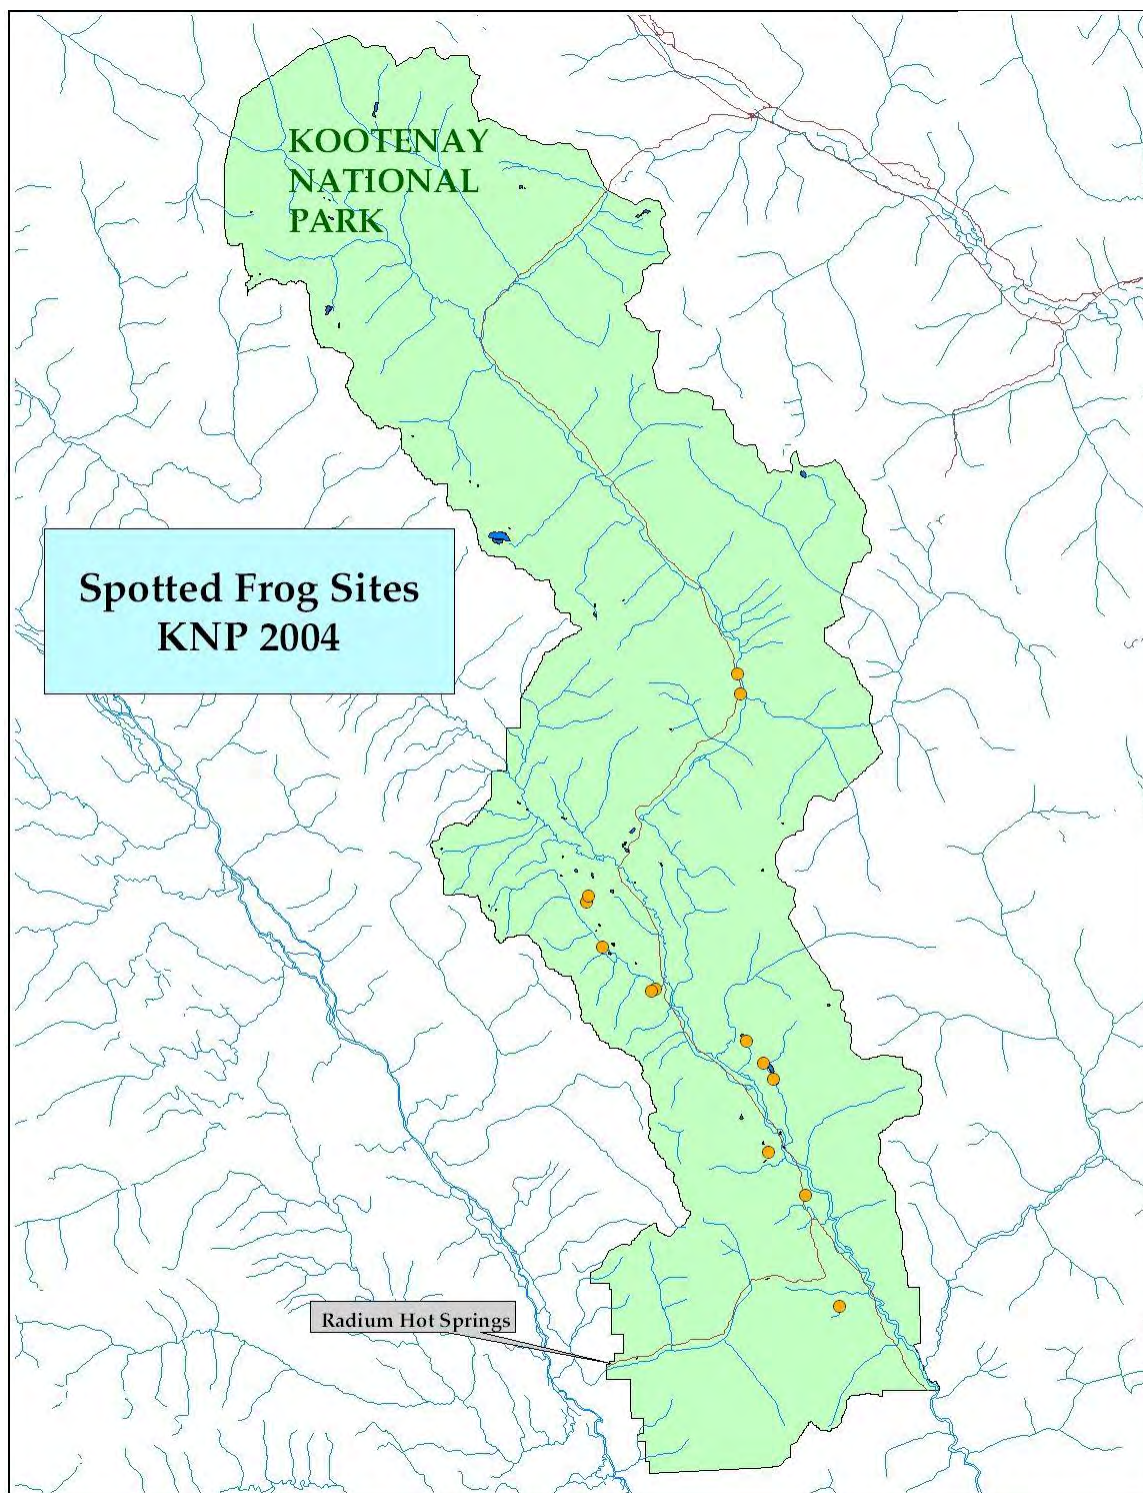 KOOTENAY
NATIONAL
PARK
Spotted Frog Sites
KNP 2004
Radium Hot Springs